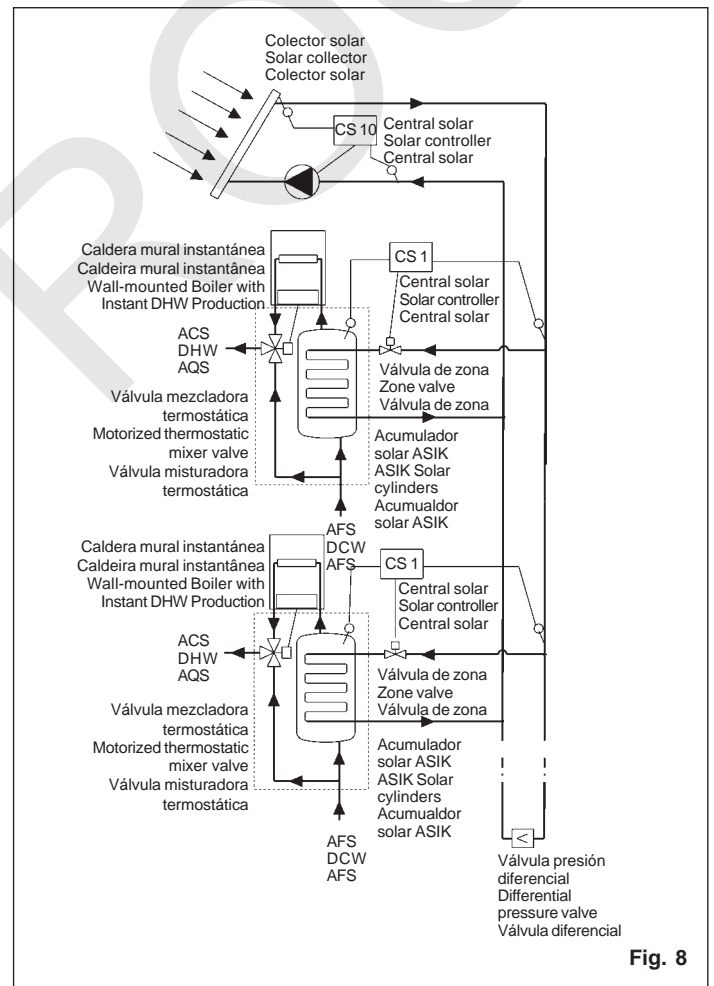 Colector solar
Solar collector
Colector solar
CS 10
Central solar
Solar controller
Central solar
Caldera mural instantánea
Caldeira mural instantânea
Wall-mounted Boiler with
Instant DHW Production
CS 1
Central solar
Solar controller
Central solar
ACS
DHW
AQS
Válvula de zona
Zone valve
Válvula de zona
Válvula mezcladora
termostática
Motorized thermostatic
mixer valve
Válvula misturadora
termostática
Acumulador
solar ASIK
ASIK Solar
cylinders
Acumualdor
solar ASIK
AFS
DCW
AFS
Caldera mural instantánea
Caldeira mural instantânea
Wall-mounted Boiler with
Instant DHW Production
CS 1
Central solar
Solar controller
Central solar
ACS
DHW
AQS
Válvula de zona
Zone valve
Válvula de zona
Válvula mezcladora
termostática
Motorized thermostatic
mixer valve
Válvula misturadora
termostática
Acumulador
solar ASIK
ASIK Solar
cylinders
Acumualdor
solar ASIK
AFS
DCW
AFS
<
Válvula presión
diferencial
Differential
pressure valve
Válvula diferencial
Fig. 8